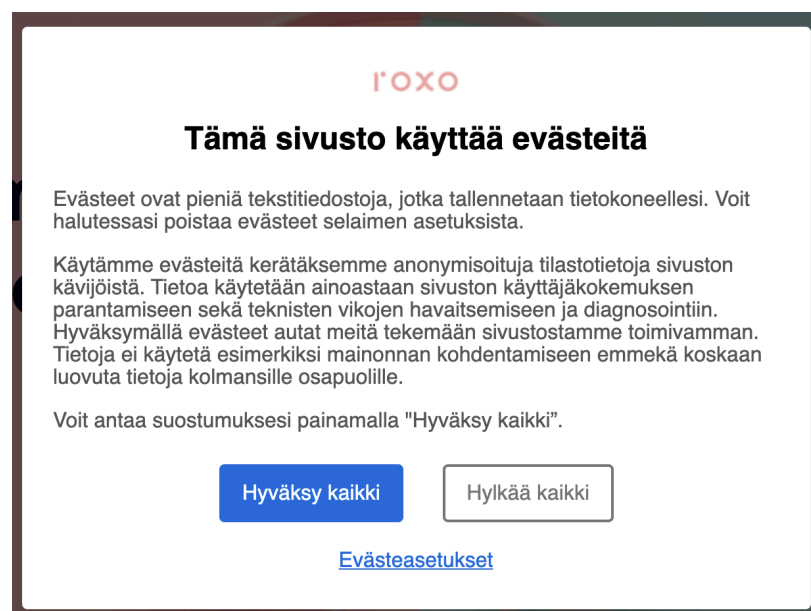 roxo
Tämä sivusto käyttää evästeitä
Evästeet ovat pieniä tekstitiedostoja, jotka tallennetaan tietokoneellesi. Voit
halutessasi poistaa evästeet selaimen asetuksista.
Käytämme evästeitä kerätäksemme anonymisoituja tilastotietoja sivuston
kävijöistä. Tietoa käytetään ainoastaan sivuston käyttäjäkokemuksen
parantamiseen sekä teknisten vikojen havaitsemiseen ja diagnosointiin.
Hyväksymällä evästeet autat meitä tekemään sivustostamme toimivamman.
Tietoja ei käytetä esimerkiksi mainonnan kohdentamiseen emmekä koskaan
luovuta tietoja kolmansille osapuolille.
Voit antaa suostumuksesi painamalla "Hyväksy kaikki”.
Hyväksy kaikki
Hylkää kaikki
Evästeasetukset